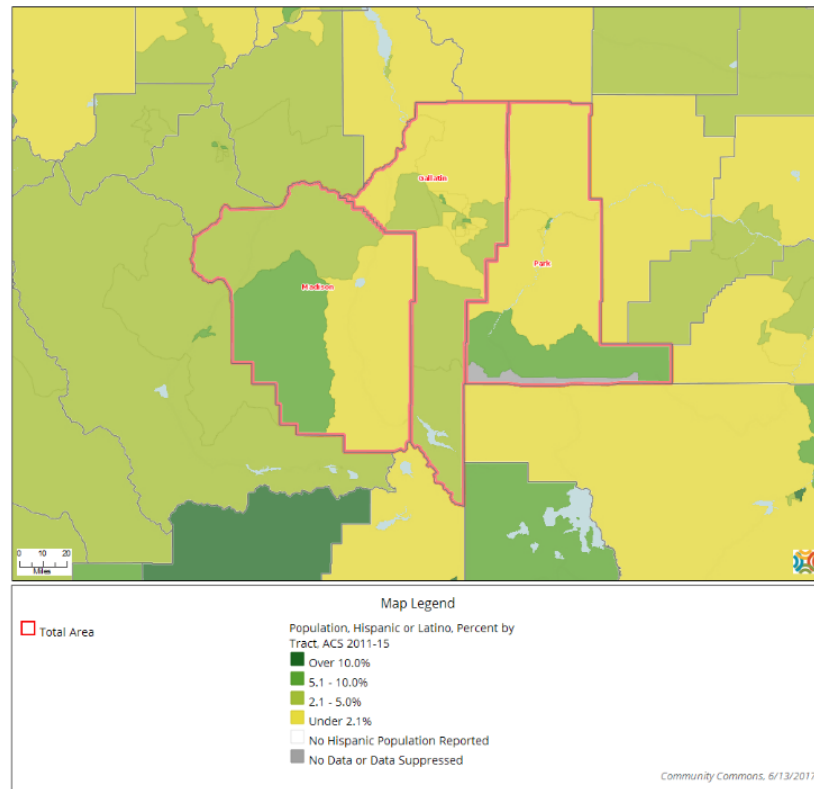 Gallatin
Park
Madison
0 10 20
Miles
Map Legend
Total Area
Population, Hispanic or Latino, Percent by
Tract, ACS 2011-15
Over 10.0%
5.1 - 10.0%
2.1 - 5.0%
Under 2.1%
No Hispanic Population Reported
No Data or Data Suppressed
Community Commons, 6/13/2017